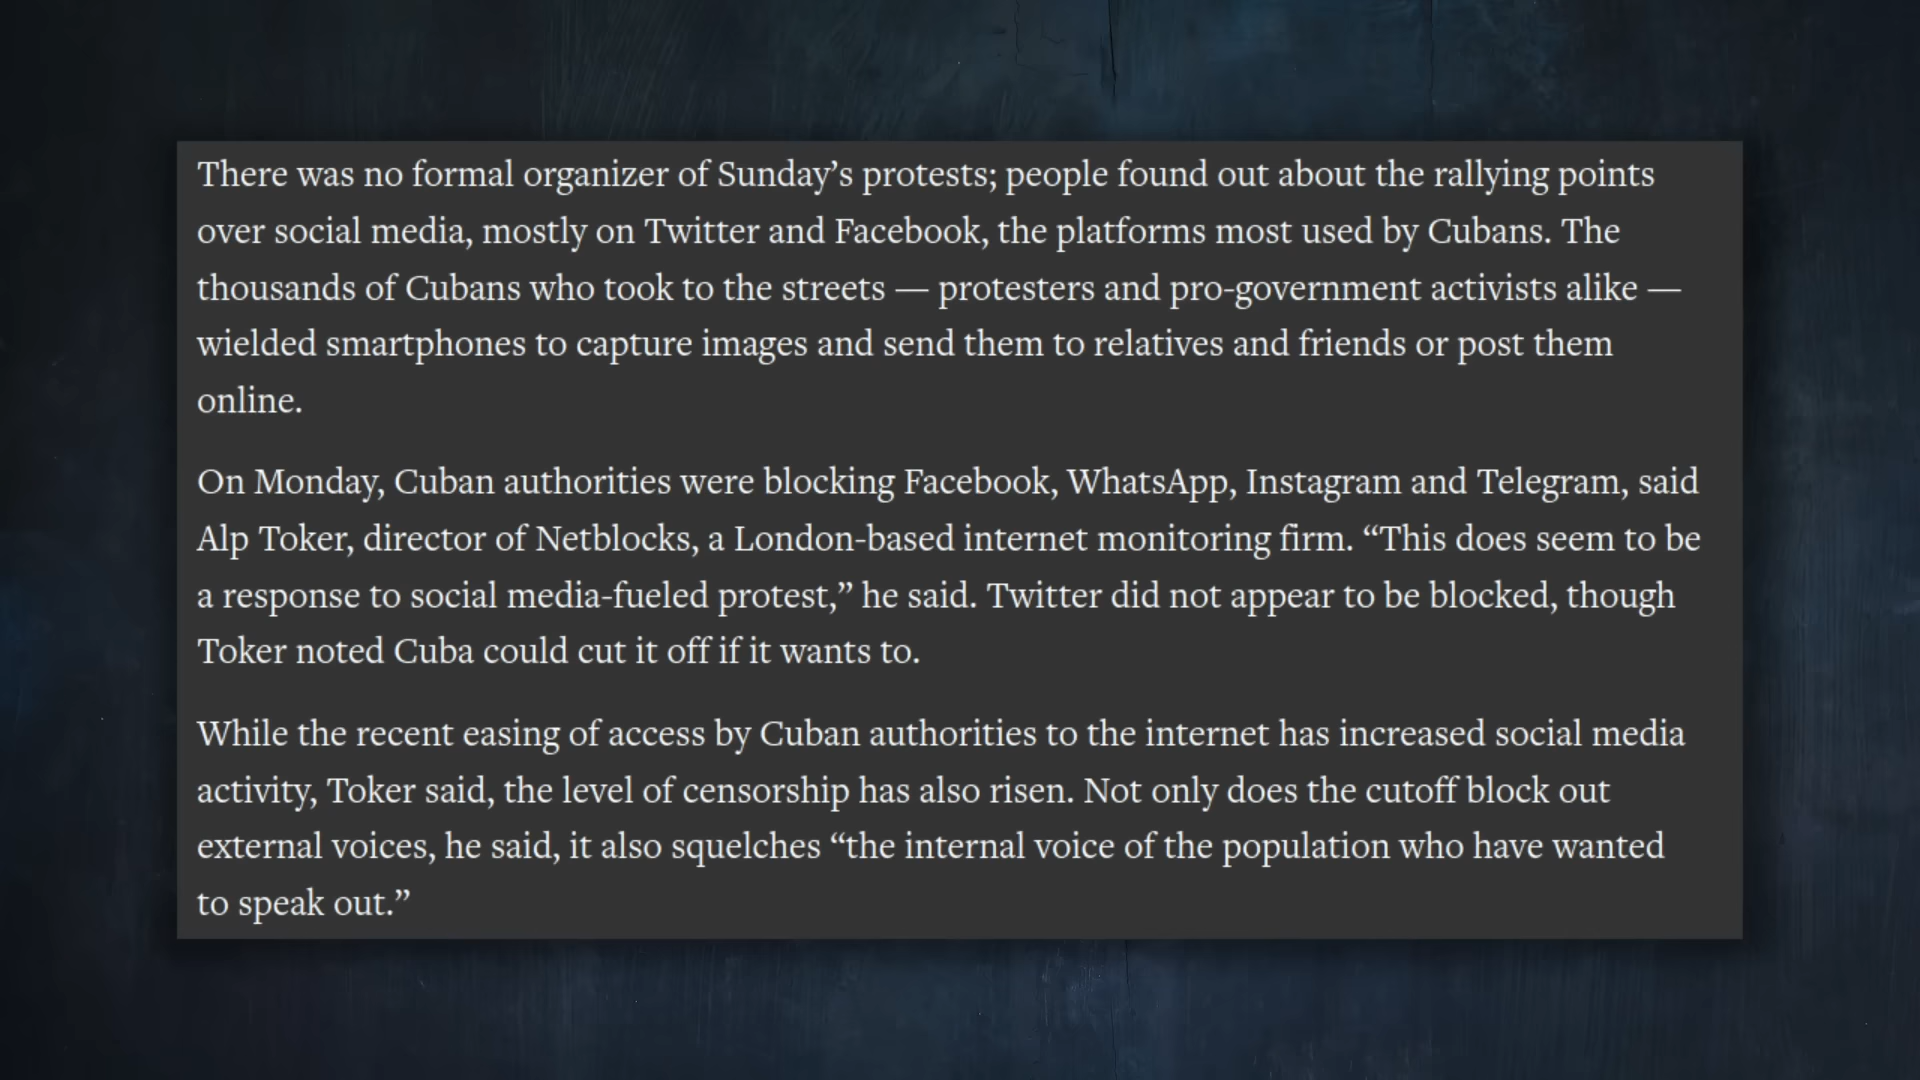 There was no formal organizer of Sunday’s protests; people found out about the rallying points
over social media, mostly on Twitter and Facebook, the platforms most used by Cubans. The
thousands of Cubans who took to the streets — protesters and pro-government activists alike —
wielded smartphones to capture images and send them to relatives and friends or post them
online.
On Monday, Cuban authorities were blocking Facebook, WhatsApp, Instagram and Telegram, said
Alp Toker, director of Netblocks, a London-based internet monitoring firm. “This does seem to be
a response to social media-fueled protest,” he said. Twitter did not appear to be blocked, though
Toker noted Cuba could cut it off if it wants to.
While the recent easing of access by Cuban authorities to the internet has increased social media
activity, Toker said, the level of censorship has also risen. Not only does the cutoff block out
external voices, he said, it also squelches “the internal voice of the population who have wanted
to speak out.”